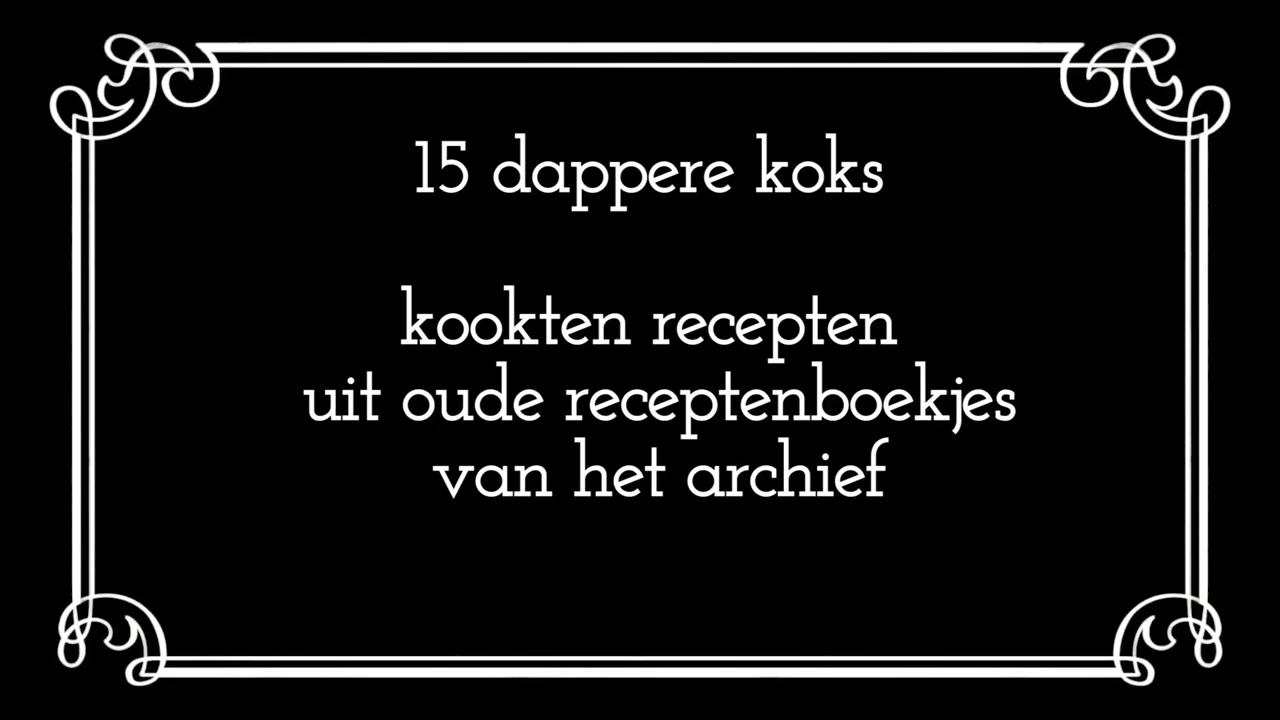 15 dappere koks
kookten recepten
uit oude receptenboekjes
van het archief